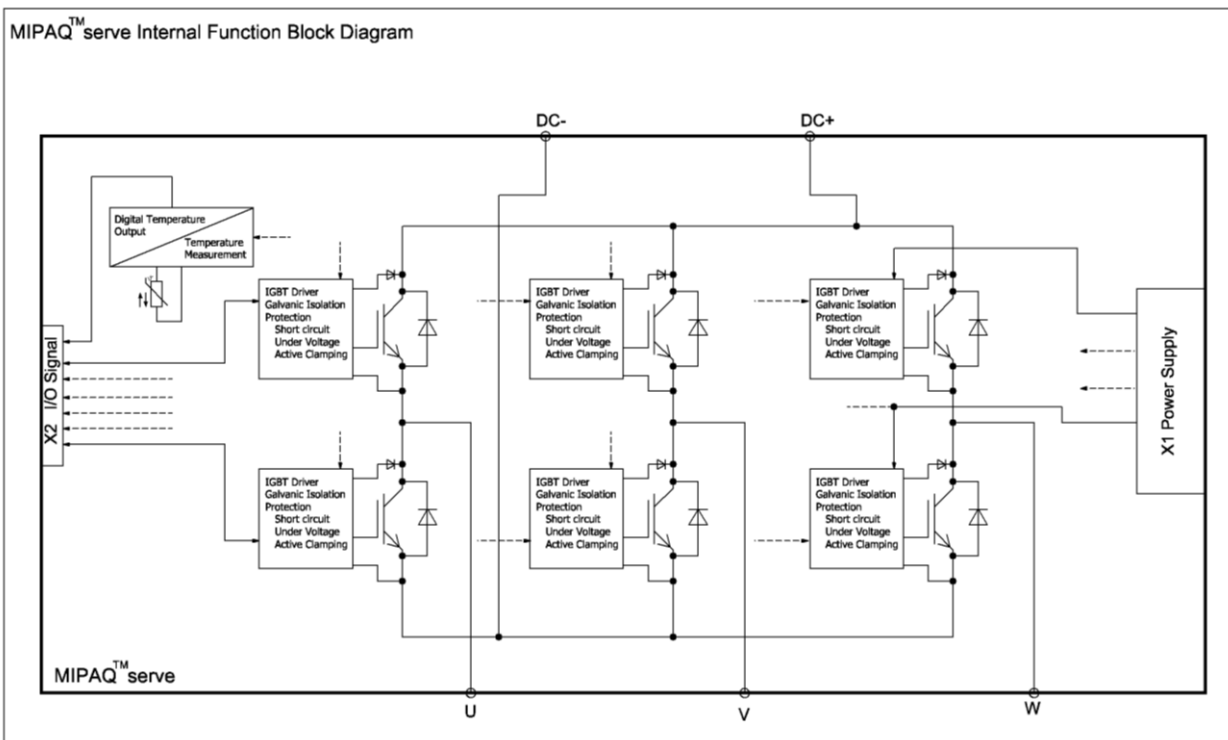 MIPAQ™serve Internal Function Block Diagram
DC-
DC+
Digital Temperature
Output
Temperature
Measurement
IGBT Driver
Galvanic Isolation
Protection
Short circuit
Under Voltage
Active Clamping
IGBT Driver
Galvanic Isolation
Protection
Short circuit
Under Voltage
Active Clamping
IGBT Driver
Galvanic Isolation
Protection
Short circuit
Under Voltage
Active Clamping
X2 I/O Signal
X1 Power Supply
IGBT Driver
Galvanic Isolation
Protection
Short circuit
Under Voltage
Active Clamping
IGBT Driver
Galvanic Isolation
Protection
Short circuit
Under Voltage
Active Clamping
IGBT Driver
Galvanic Isolation
Protection
Short circuit
Under Voltage
Active Clamping
MIPAQ™serve
U
V
W